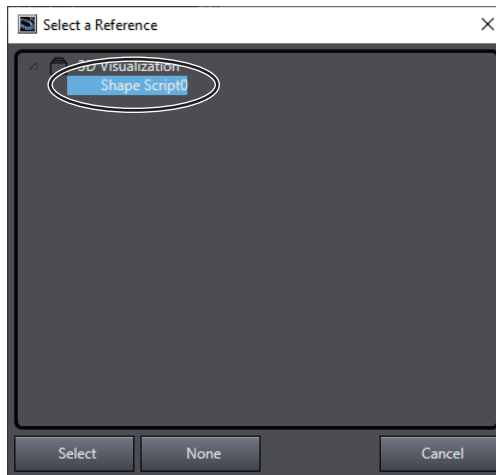 Select a Reference
3D Visualization
Shape Script0
Select
None
Cancel